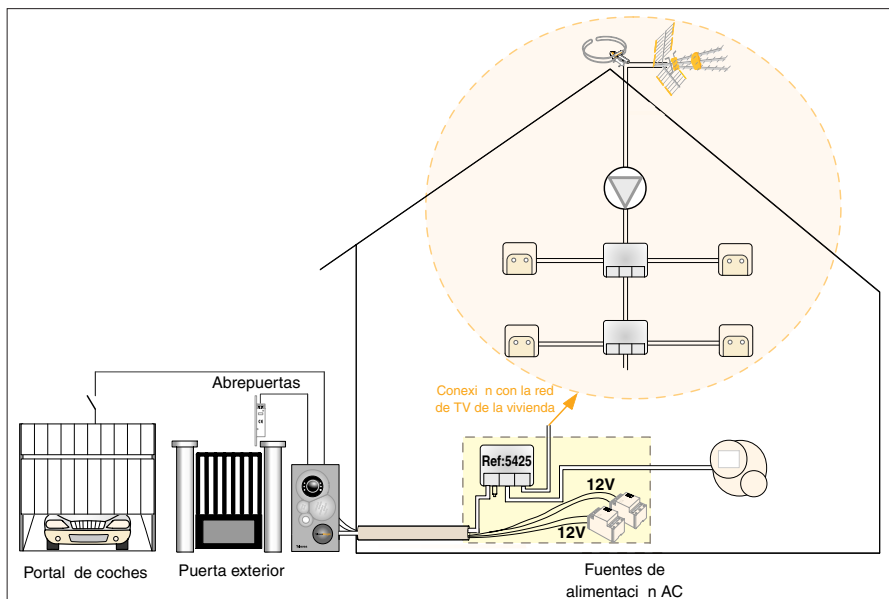 Conexi n con la red
de TV de la vivienda
Abrepuertas
Ref:5425
12V
12V
Portal de coches
Puerta exterior
Fuentes de
alimentaci n AC